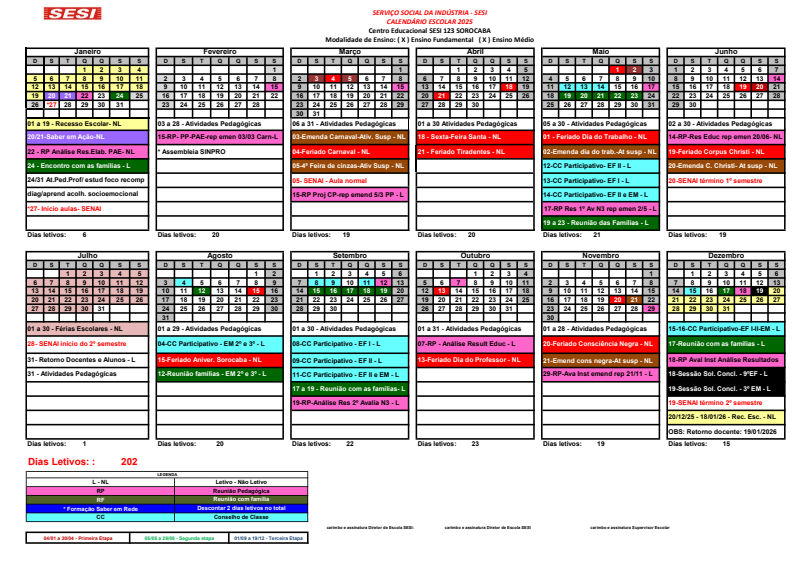 SESI
SERVIÇO SOCIAL DA INDÚSTRIA - SESI
CALENDÁRIO ESCOLAR 2025
Centro Educacional SESI 123 SOROCABA
Modalidade de Ensino: ( X ) Ensino Fundamental ( X ) Ensino Médio
Janeiro
D S T Q Q S S
1 2 3 4
5 6 7 8 9 10 11
12 13 14 15 16 17 18
19 20 21 22 23 24 25
26 *27 28 29 30 31
01 a 19 - Recesso Escolar- NL
20/21-Saber em Ação-NL
22 - RP Análise Res.Elab. PAE- NL
24 - Encontro com as famílias - L
24/31 At.Ped.Prof/ estud foco recomp
diag/aprend acolh. socioemocional
*27- Início aulas- SENAI
Dias letivos: 6
Fevereiro
D S T Q Q S S
1
2 3 4 5 6 7 8
9 10 11 12 13 14 15
16 17 18 19 20 21 22
23 24 25 26 27 28
03 a 28 - Atividades Pedagógicas
15-RP- PP-PAE-rep emen 03/03 Carn-L
* Assembleia SINPRO
Dias letivos: 20
Março
D S T Q Q S S
1
2 3 4 5 6 7 8
9 10 11 12 13 14 15
16 17 18 19 20 21 22
23 24 25 26 27 28 29
30 31
06 a 31 - Atividades Pedagógicas
03-Emenda Carnaval-Ativ. Susp - NL
04-Feriado Carnaval - NL
05-4ª Feira de cinzas-Ativ Susp - NL
05- SENAI - Aula normal
15-RP Proj CP-rep emend 5/3 PP - L
Dias letivos: 19
Abril
D S T Q Q S S
1 2 3 4 5
6 7 8 9 10 11 12
13 14 15 16 17 18 19
20 21 22 23 24 25 26
27 28 29 30
01 a 30 Atividades Pedagógicas
18 - Sexta-Feira Santa - NL
21 - Feriado Tiradentes - NL
Dias letivos: 20
Maio
D S T Q Q S S
1 2 3
4 5 6 7 8 9 10
11 12 13 14 15 16 17
18 19 20 21 22 23 24
25 26 27 28 29 30 31
05 a 30 - Atividades Pedagógicas
01 - Feriado Dia do Trabalho - NL
02-Emenda dia do trab.-At susp - NL
12-CC Participativo- EF II - L
13-CC Participativo- EF I - L
14-CC Participativo- EF II e EM - L
17-RP Res 1º Av N3 rep emen 2/5 - L
19 a 23 - Reunião das Famílias - L
Dias letivos: 21
Junho
D S T Q Q S S
1 2 3 4 5 6 7
8 9 10 11 12 13 14
15 16 17 18 19 20 21
22 23 24 25 26 27 28
29 30
02 a 30 - Atividades Pedagógicas
14-RP-Res Educ rep emen 20/06- NL
19-Feriado Corpus Christi - NL
20-Emenda C. Christi- At susp - NL
20-SENAI término 1º semestre
Dias letivos: 19
Julho
D S T Q Q S S
1 2 3 4 5
6 7 8 9 10 11 12
13 14 15 16 17 18 19
20 21 22 23 24 25 26
27 28 29 30 31
01 a 30 - Férias Escolares - NL
28- SENAI início do 2º semestre
31- Retorno Docentes e Alunos - L
31 - Atividades Pedagógicas
Dias letivos: 1
Agosto
D S T Q Q S S
1 2
3 4 5 6 7 8 9
10 11 12 13 14 15 16
17 18 19 20 21 22 23
24 25 26 27 28 29 30
31
01 a 29 - Atividades Pedagógicas
04-CC Participativo - EM 2ª e 3ª - L
15-Feriado Aniver. Sorocaba - NL
12-Reunião famílias - EM 2ª e 3ª - L
Dias letivos: 20
Setembro
D S T Q Q S S
1 2 3 4 5 6
7 8 9 10 11 12 13
14 15 16 17 18 19 20
21 22 23 24 25 26 27
28 29 30
01 a 30 - Atividades Pedagógicas
08-CC Participativo - EF I - L
09-CC Participativo - EF II - L
11-CC Participativo - EF II e EM - L
17 a 19 - Reunião com as famílias- L
19-RP-Análise Res 2ª Avalia N3 - L
Dias letivos: 22
Outubro
D S T Q Q S S
1 2 3 4
5 6 7 8 9 10 11
12 13 14 15 16 17 18
19 20 21 22 23 24 25
26 27 28 29 30 31
01 a 31 - Atividades Pedagógicas
07-RP - Análise Result Educ - L
13-Feriado Dia do Professor - NL
Dias letivos: 23
Novembro
D S T Q Q S S
1
2 3 4 5 6 7 8
9 10 11 12 13 14 15
16 17 18 19 20 21 22
23 24 25 26 27 28 29
30
01 a 28 - Atividades Pedagógicas
20-Feriado Consciência Negra - NL
21-Emend cons negra-At susp - NL
29-RP-Ava Inst emend rep 21/11 - L
Dias letivos: 19
Dezembro
D S T Q Q S S
1 2 3 4 5 6
7 8 9 10 11 12 13
14 15 16 17 18 19 20
21 22 23 24 25 26 27
28 29 30 31
15-16-CC Participativo-EF I-II-EM - L
17-Reunião com as famílias - L
18-RP Aval Inst Análise Resultados
18-Sessão Sol. Concl. - 9ºEF - L
19-Sessão Sol. Concl. - 3º EM - L
19-SENAI término 2º semestre
20/12/25 - 18/01/26 - Rec. Esc. - NL
OBS: Retorno docente: 19/01/2026
Dias letivos: 15
Dias Letivos: : 202
LEGENDA
L - NL Letivo - Não Letivo
RP Reunião Pedagógica
RF Reunião com família
* Formação Saber em Rede Descontar 2 dias letivos no total
CC Conselho de Classe
carimbo e assinatura Diretor de Escola SESI: carimbo e assinatura Diretor de Escola SESI carimbo e assinatura Supervisor Escolar
04/01 a 30/04 - Primeira Etapa
- Segunda etapa
01/09 a 19/12 - Terceira Etapa